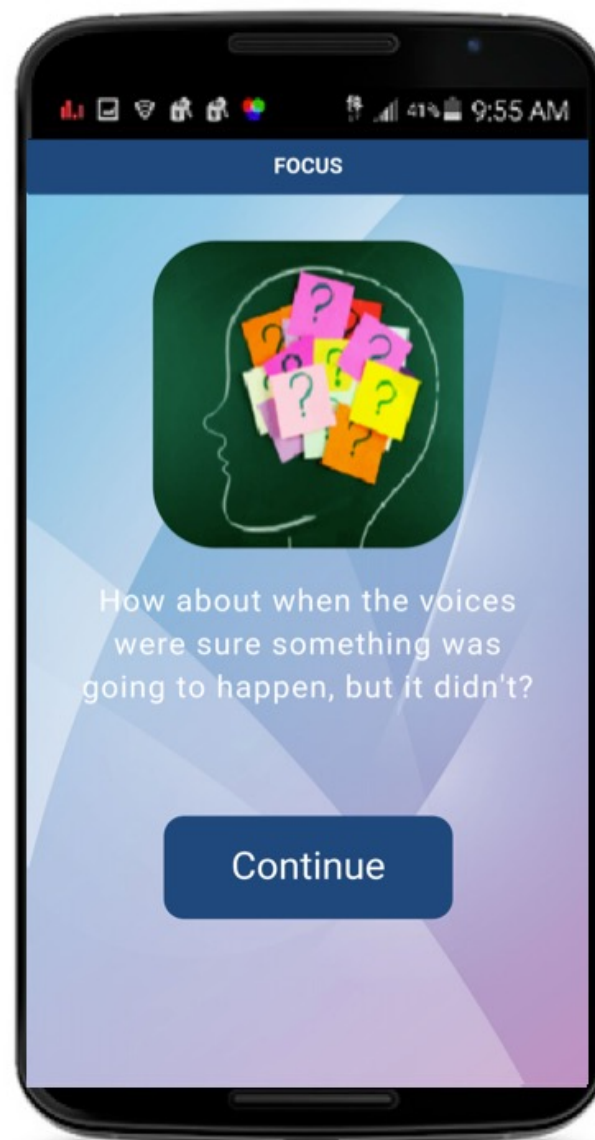 41% 9:55 AM
FOCUS
? ? ? ? ? ? ?
How about when the voices
were sure something was
going to happen, but it didn't?
Continue